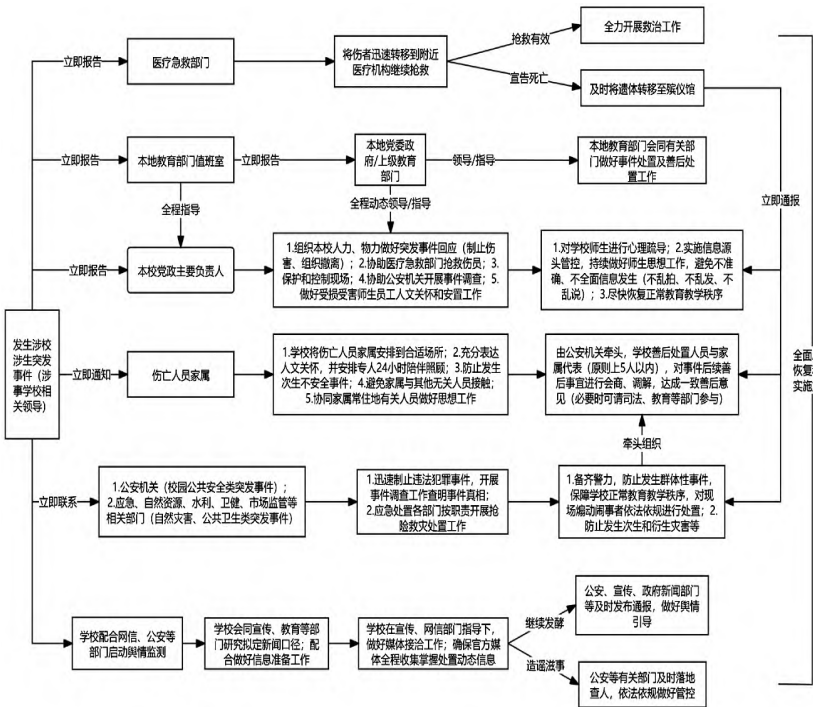 发生涉校
涉生突发
事件（涉
事学校相
关领导）
立即报告
医疗急救部门
将伤者迅速转移到附近
医疗机构继续抢救
抢救有效
全力开展救治工作
宣告死亡
及时将遗体转移至殡仪馆
立即报告
本地教育部门值班室
立即报告
本地党委政
府/上级教育
部门
领导/指导
本地教育部门会同有关部
门做好事件处置及善后处
置工作
立即通报
全程指导
全程动态领导/指导
立即报告
本校党政主要负责人
1.组织本校人力、物力做好突发事件回应（制止伤
害、组织撤离）；2.协助医疗急救部门抢救伤员；3.
保护和控制现场；4.协助公安机关开展事件调查；5.
做好受损受害师生员工人文关怀和安置工作
1.对学校师生进行心理疏导；2.实施信息源
头管控，持续做好师生思想工作，避免不准
确、不全面信息发生（不乱拍、不乱发、不
乱说）；3.尽快恢复正常教育教学秩序
立即通知
伤亡人员家属
1.学校将伤亡人员家属安排到合适场所；2.充分表达
人文关怀，并安排专人24小时陪伴照顾；3.防止发生
次生不安全事件；4.避免家属与其他无关人员接触；
5.协同家属常住地有关人员做好思想工作
由公安机关牵头，学校善后处置人员与家
属代表（原则上5人以内），对事件后续善
后事宜进行会商、调解，达成一致善后意
见（必要时可请司法、教育等部门参与）
牵头组织
立即联系
1.公安机关（校园公共安全类突发事件）；
2.应急、自然资源、水利、卫健、市场监管等
相关部门（自然灾害、公共卫生类突发事件）
1.迅速制止违法犯罪事件，开展
事件调查工作查明事件真相；
2.应急处置各部门按职责开展抢
险救灾处置工作
1.备齐警力，防止发生群体性事件，
保障学校正常教育教学秩序，对现
场煽动闹事者依法依规进行处置；2.
防止发生次生和衍生灾害等
学校配合网信、公安等
部门启动舆情监测
学校会同宣传、教育等部
门研究拟定新闻口径；配
合做好信息准备工作
学校在宣传、网信部门指导下，
做好媒体接洽工作；确保官方媒
体全程收集掌握处置动态信息
继续发酵
公安、宣传、政府新闻部门
等及时发布通报，做好舆情
引导
造谣滋事
公安等有关部门及时落地
查人，依法依规做好管控
全面
恢复
实施